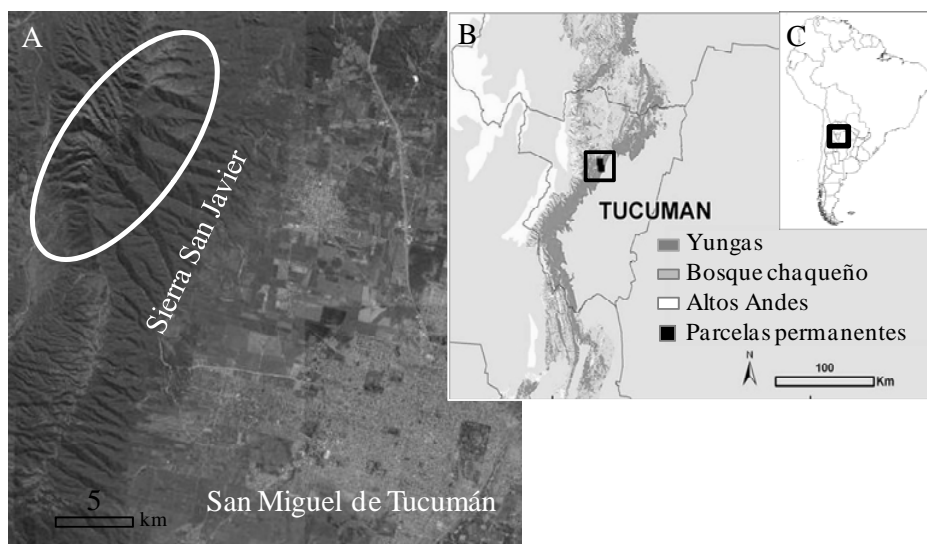 A
Sierra San Javier
San Miguel de Tucumán
5
km
B
TUCUMAN
Yungas
Bosque chaqueño
Altos Andes
Parcelas permanentes
N
100
Km
C